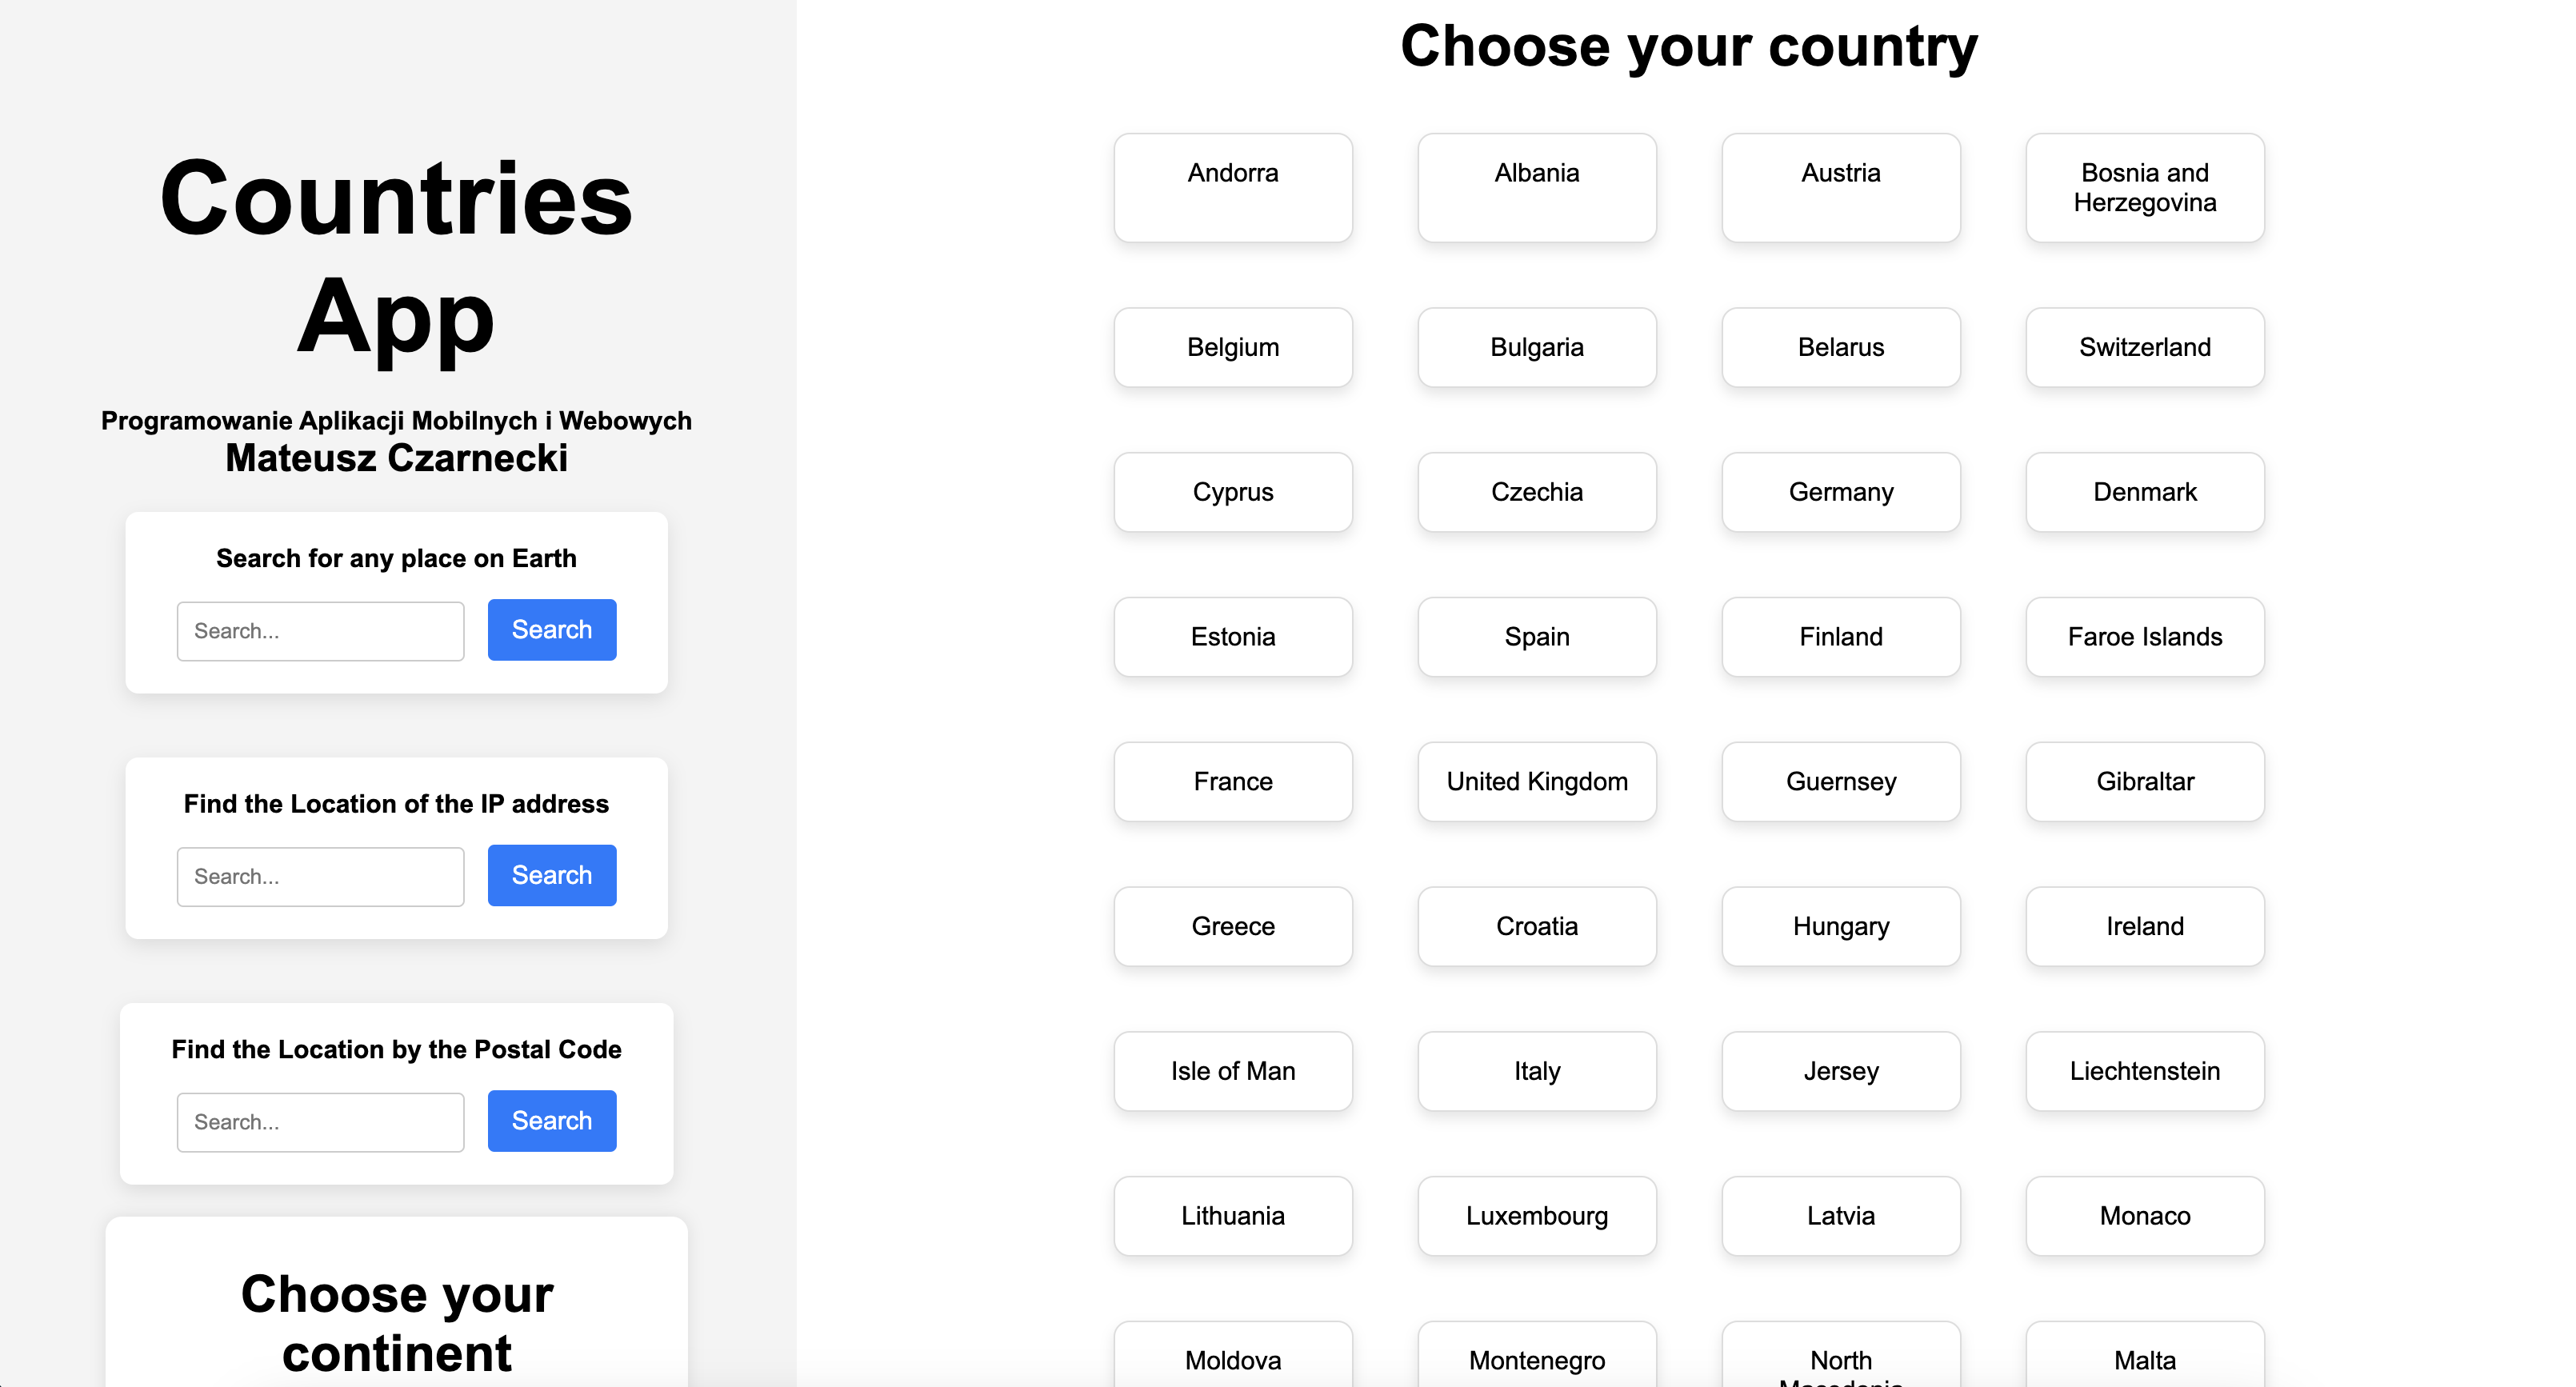 Countries
App
Programowanie Aplikacji Mobilnych i Webowych
Mateusz Czarnecki
Search for any place on Earth
Search...
Search
Find the Location of the IP address
Search...
Search
Find the Location by the Postal Code
Search...
Search
Choose your
continent
Choose your country
Andorra
Albania
Austria
Bosnia and
Herzegovina
Belgium
Bulgaria
Belarus
Switzerland
Cyprus
Czechia
Germany
Denmark
Estonia
Spain
Finland
Faroe Islands
France
United Kingdom
Guernsey
Gibraltar
Greece
Croatia
Hungary
Ireland
Isle of Man
Italy
Jersey
Liechtenstein
Lithuania
Luxembourg
Latvia
Monaco
Moldova
Montenegro
North
Macedonia
Malta